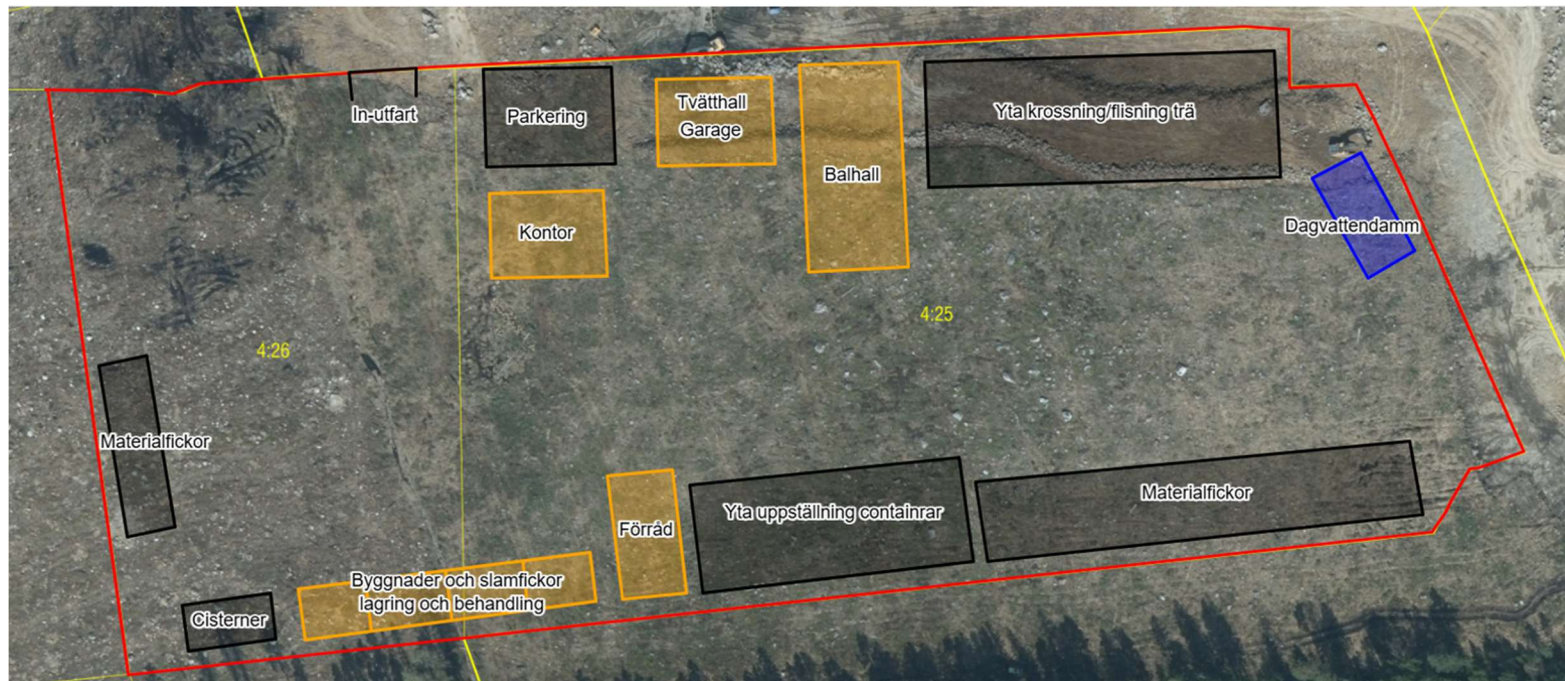 In-utfart
Parkering
Tvätthall
Garage
Balhall
Yta krossning/flisning trä
Kontor
Dagvattendamm
4:25
4:26
Materialfickor
Förråd
Yta uppställning containrar
Materialfickor
Byggnader och slamfickor
lagring och behandling
Cisterner